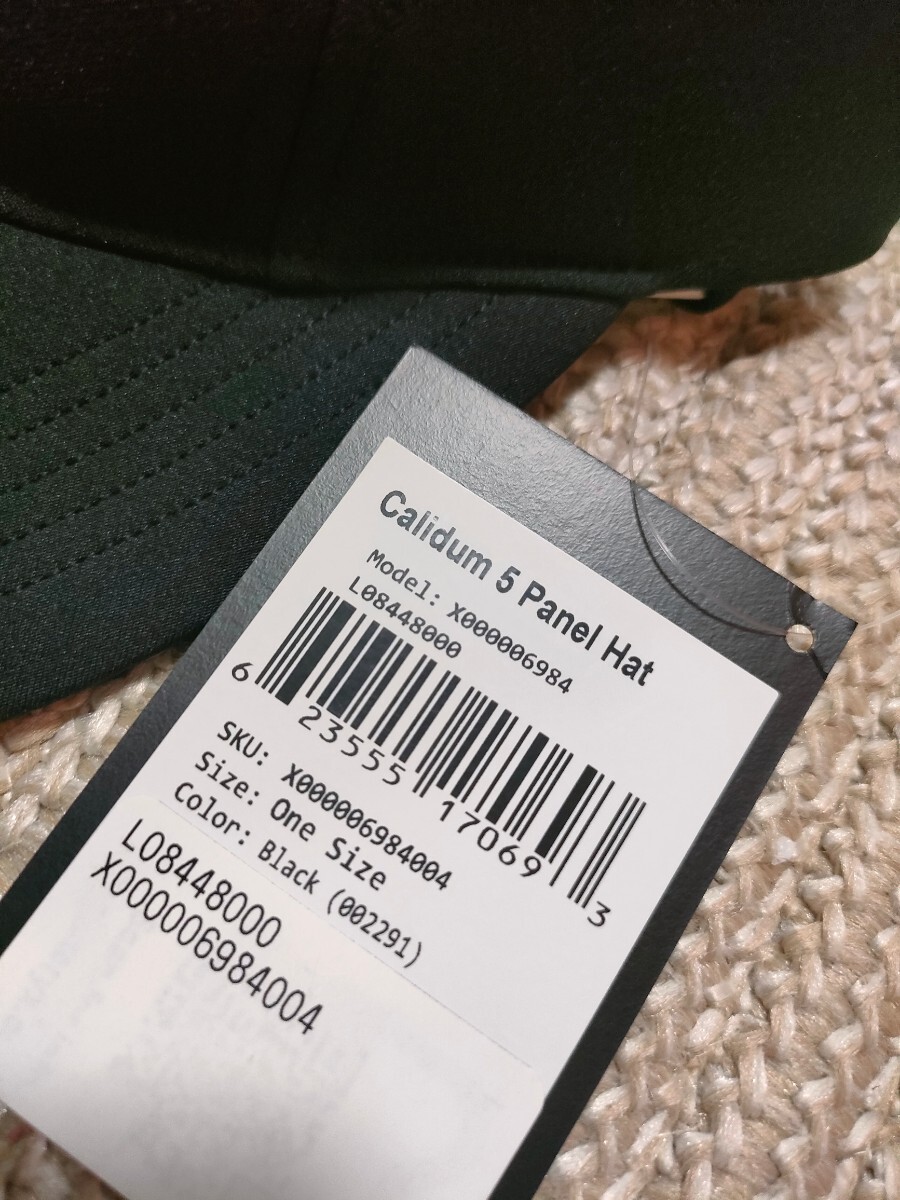 Calidum 5 Panel Hat
Model: X000006984
L08448000
6 23555 17069 3
SKU: X000006984004
Size: One Size
Color: Black (002291)
L08448000
X000006984004